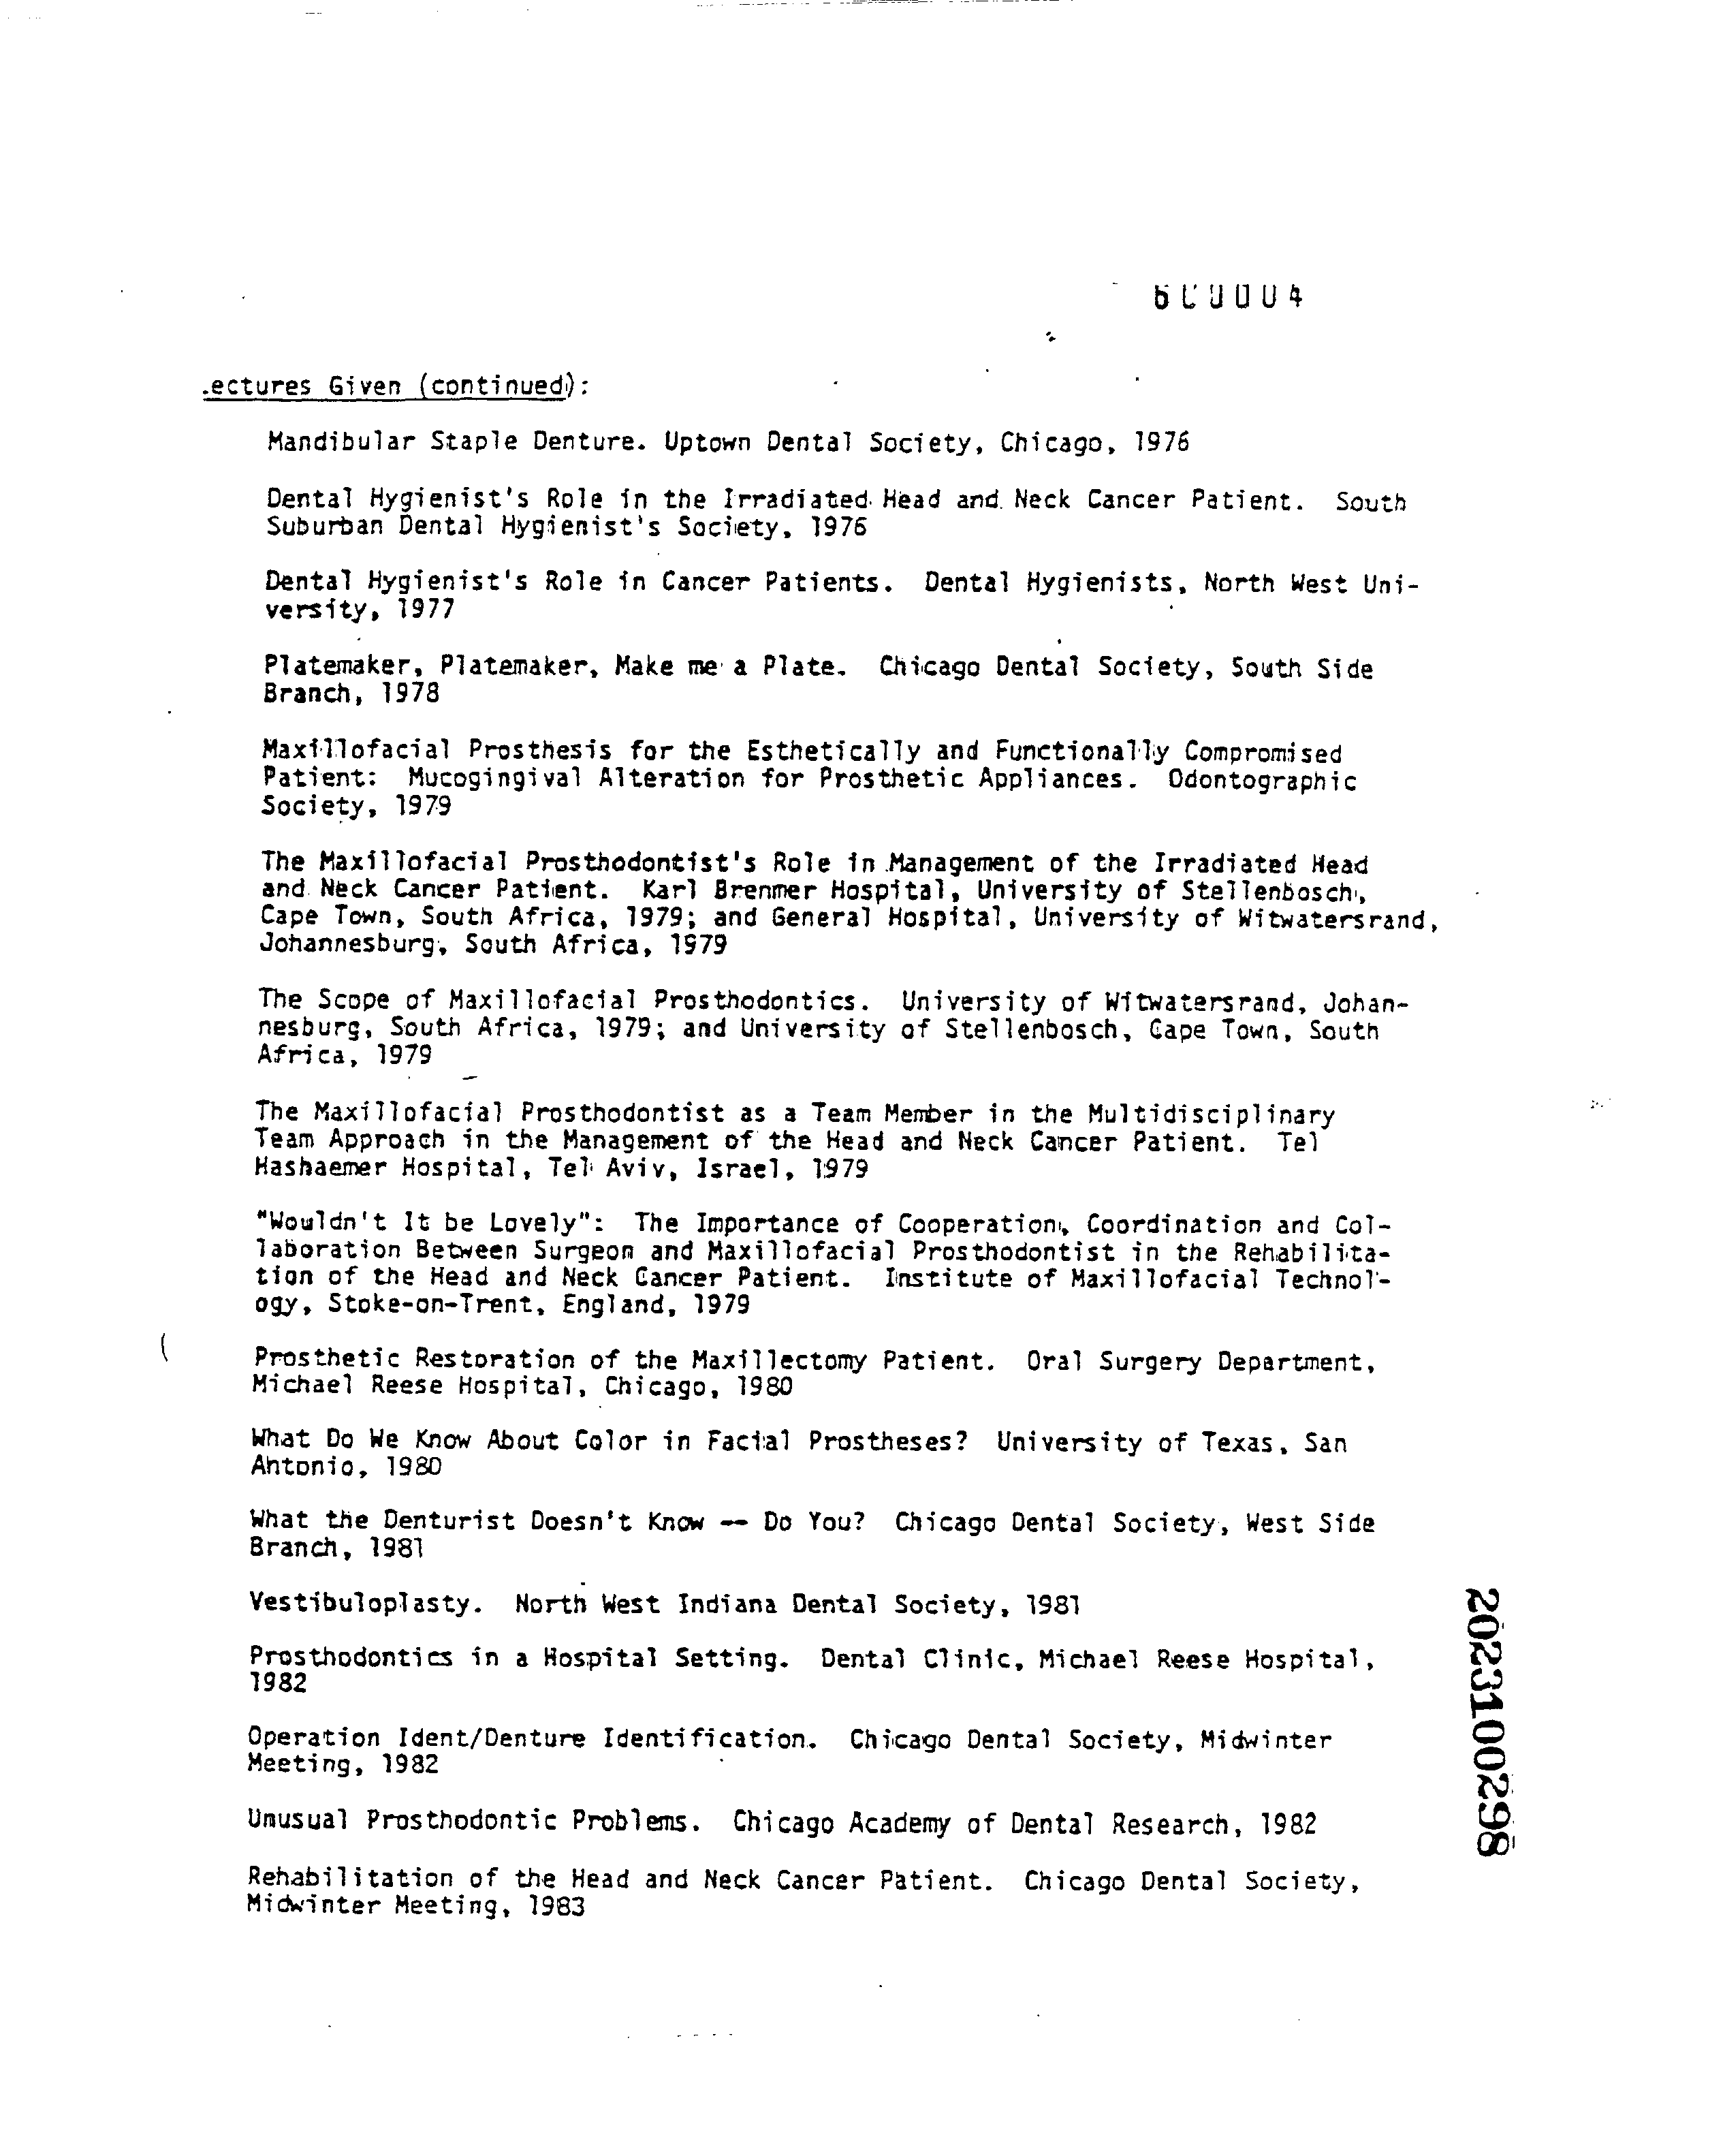 600004
.ectures Given (continued):
Mandibular Staple Denture. Uptown Dental Society, Chicago, 1976
Dental Hygienist's Role in the Irradiated Head and Neck Cancer Patient. South
Suburban Dental Hygienist's Society, 1976
Dental Hygienist's Role in Cancer Patients. Dental Hygienists, North West Uni-
versity, 1977
Platemaker, Platemaker, Make me a Plate. Chicago Dental Society, South Side
Branch, 1978
Maxillofacial Prosthesis for the Esthetically and Functionally Compromised
Patient: Mucogingival Alteration for Prosthetic Appliances. Odontographic
Society, 1979
The Maxillofacial Prosthodontist's Role in Management of the Irradiated Head
and Neck Cancer Patient. Karl Brenmer Hospital, University of Stellenbosch,
Cape Town, South Africa, 1979; and General Hospital, University of Witwatersrand,
Johannesburg, South Africa, 1979
The Scope of Maxillofacial Prosthodontics. University of Witwatersrand, Johan-
nesburg, South Africa, 1979; and University of Stellenbosch, Cape Town, South
Africa, 1979
The Maxillofacial Prosthodontist as a Team Member in the Multidisciplinary
Team Approach in the Management of the Head and Neck Cancer Patient. Tel
Hashaemer Hospital, Tel Aviv, Israel, 1979
"Wouldn't It be Lovely": The Importance of Cooperation, Coordination and Col-
laboration Between Surgeon and Maxillofacial Prosthodontist in the Rehabilita-
tion of the Head and Neck Cancer Patient. Institute of Maxillofacial Technol-
ogy, Stoke-on-Trent, England, 1979
Prosthetic Restoration of the Maxillectomy Patient. Oral Surgery Department,
Michael Reese Hospital, Chicago, 1980
What Do We Know About Color in Facial Prostheses? University of Texas, San
Antonio, 1980
What the Denturist Doesn't Know -- Do You? Chicago Dental Society, West Side
Branch, 1981
Vestibuloplasty. North West Indiana Dental Society, 1981
Prosthodontics in a Hospital Setting. Dental Clinic, Michael Reese Hospital,
1982
Operation Ident/Denture Identification. Chicago Dental Society, Midwinter
Meeting, 1982
Unusual Prosthodontic Problems. Chicago Academy of Dental Research, 1982
Rehabilitation of the Head and Neck Cancer Patient. Chicago Dental Society,
Midwinter Meeting, 1983
2023100298